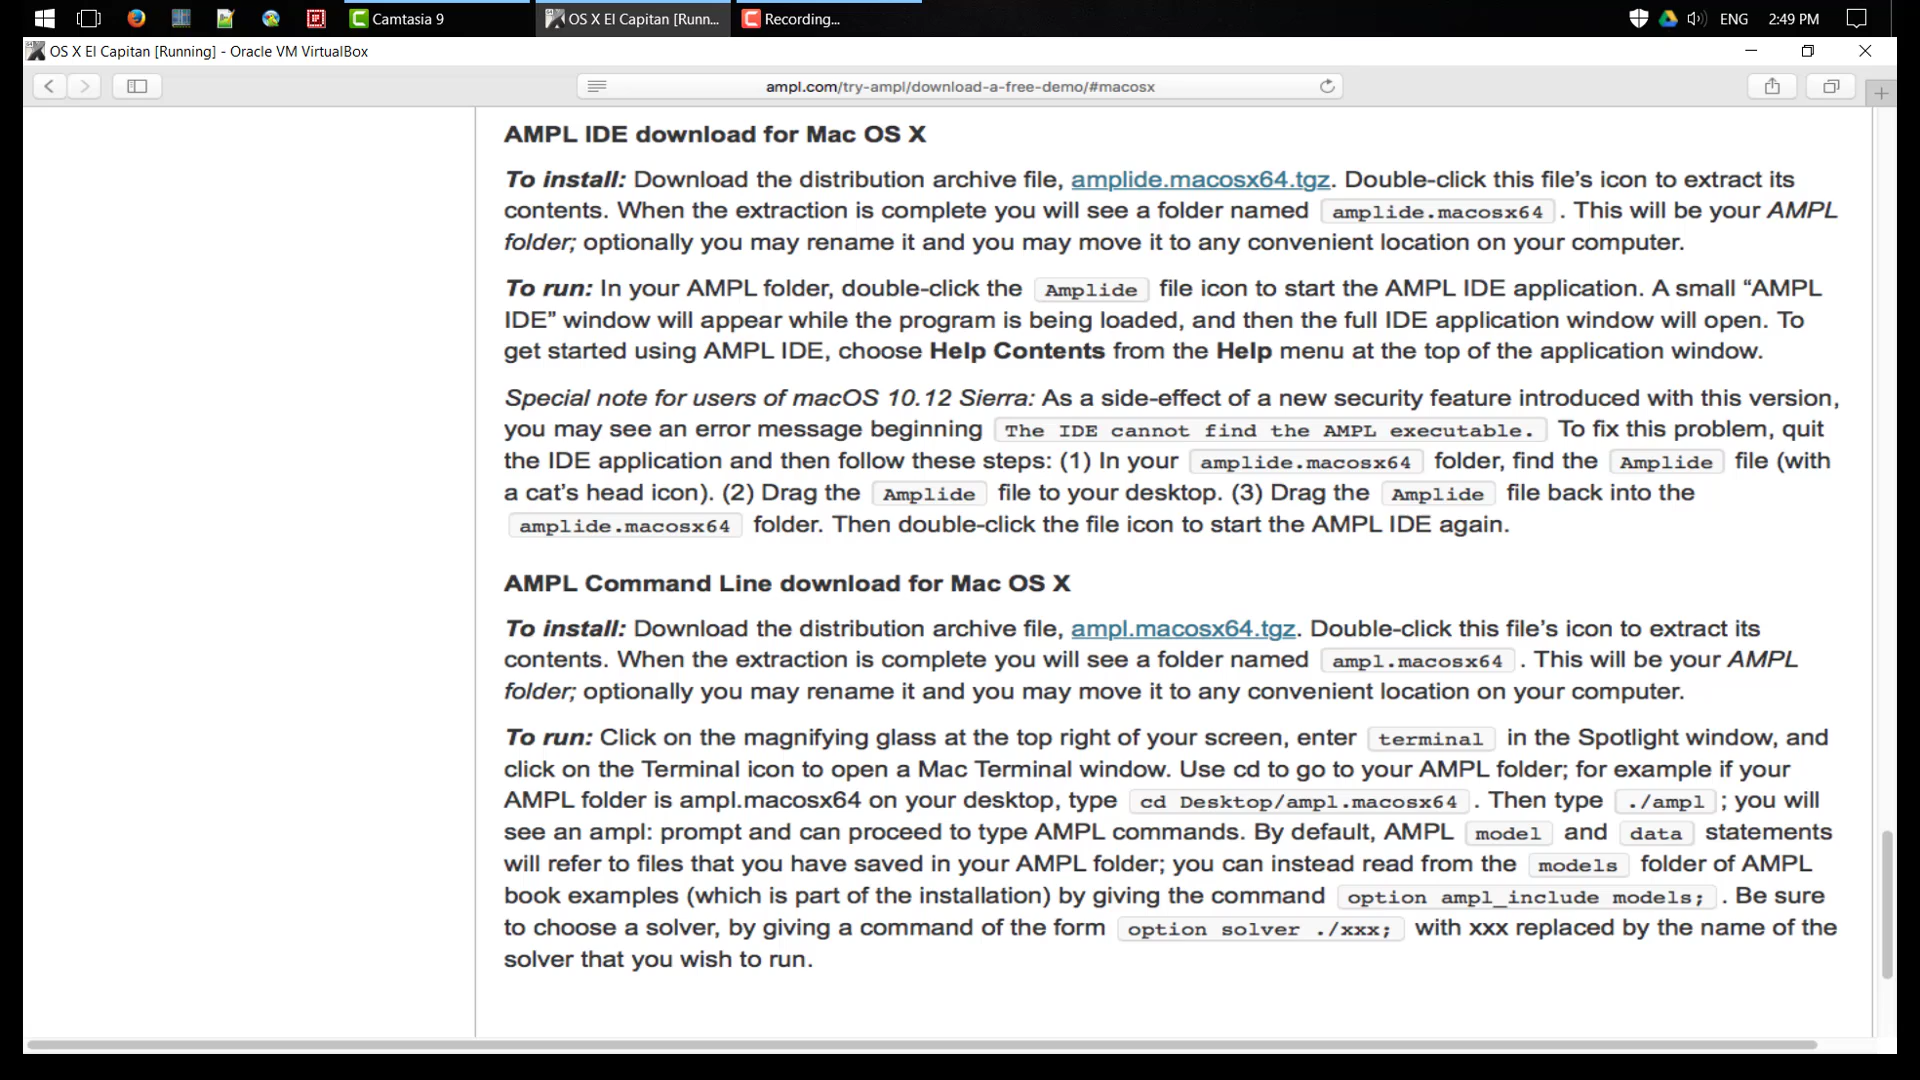 Camtasia 9
OS X El Capitan [Runn...
Recording...
ENG
2:49 PM
OS X El Capitan [Running] - Oracle VM VirtualBox
ampl.com/try-ampl/download-a-free-demo/#macosx
AMPL IDE download for Mac OS X
To install: Download the distribution archive file, amplide.macosx64.tgz. Double-click this file’s icon to extract its
contents. When the extraction is complete you will see a folder named amplide.macosx64 . This will be your AMPL
folder; optionally you may rename it and you may move it to any convenient location on your computer.
To run: In your AMPL folder, double-click the Amplide file icon to start the AMPL IDE application. A small “AMPL
IDE” window will appear while the program is being loaded, and then the full IDE application window will open. To
get started using AMPL IDE, choose Help Contents from the Help menu at the top of the application window.
Special note for users of macOS 10.12 Sierra: As a side-effect of a new security feature introduced with this version,
you may see an error message beginning The IDE cannot find the AMPL executable. To fix this problem, quit
the IDE application and then follow these steps: (1) In your amplide.macosx64 folder, find the Amplide file (with
a cat’s head icon). (2) Drag the Amplide file to your desktop. (3) Drag the Amplide file back into the
amplide.macosx64 folder. Then double-click the file icon to start the AMPL IDE again.
AMPL Command Line download for Mac OS X
To install: Download the distribution archive file, ampl.macosx64.tgz. Double-click this file’s icon to extract its
contents. When the extraction is complete you will see a folder named ampl.macosx64 . This will be your AMPL
folder; optionally you may rename it and you may move it to any convenient location on your computer.
To run: Click on the magnifying glass at the top right of your screen, enter terminal in the Spotlight window, and
click on the Terminal icon to open a Mac Terminal window. Use cd to go to your AMPL folder; for example if your
AMPL folder is ampl.macosx64 on your desktop, type cd Desktop/ampl.macosx64 . Then type ./ampl ; you will
see an ampl: prompt and can proceed to type AMPL commands. By default, AMPL model and data statements
will refer to files that you have saved in your AMPL folder; you can instead read from the models folder of AMPL
book examples (which is part of the installation) by giving the command option ampl_include models; . Be sure
to choose a solver, by giving a command of the form option solver ./xxx; with xxx replaced by the name of the
solver that you wish to run.